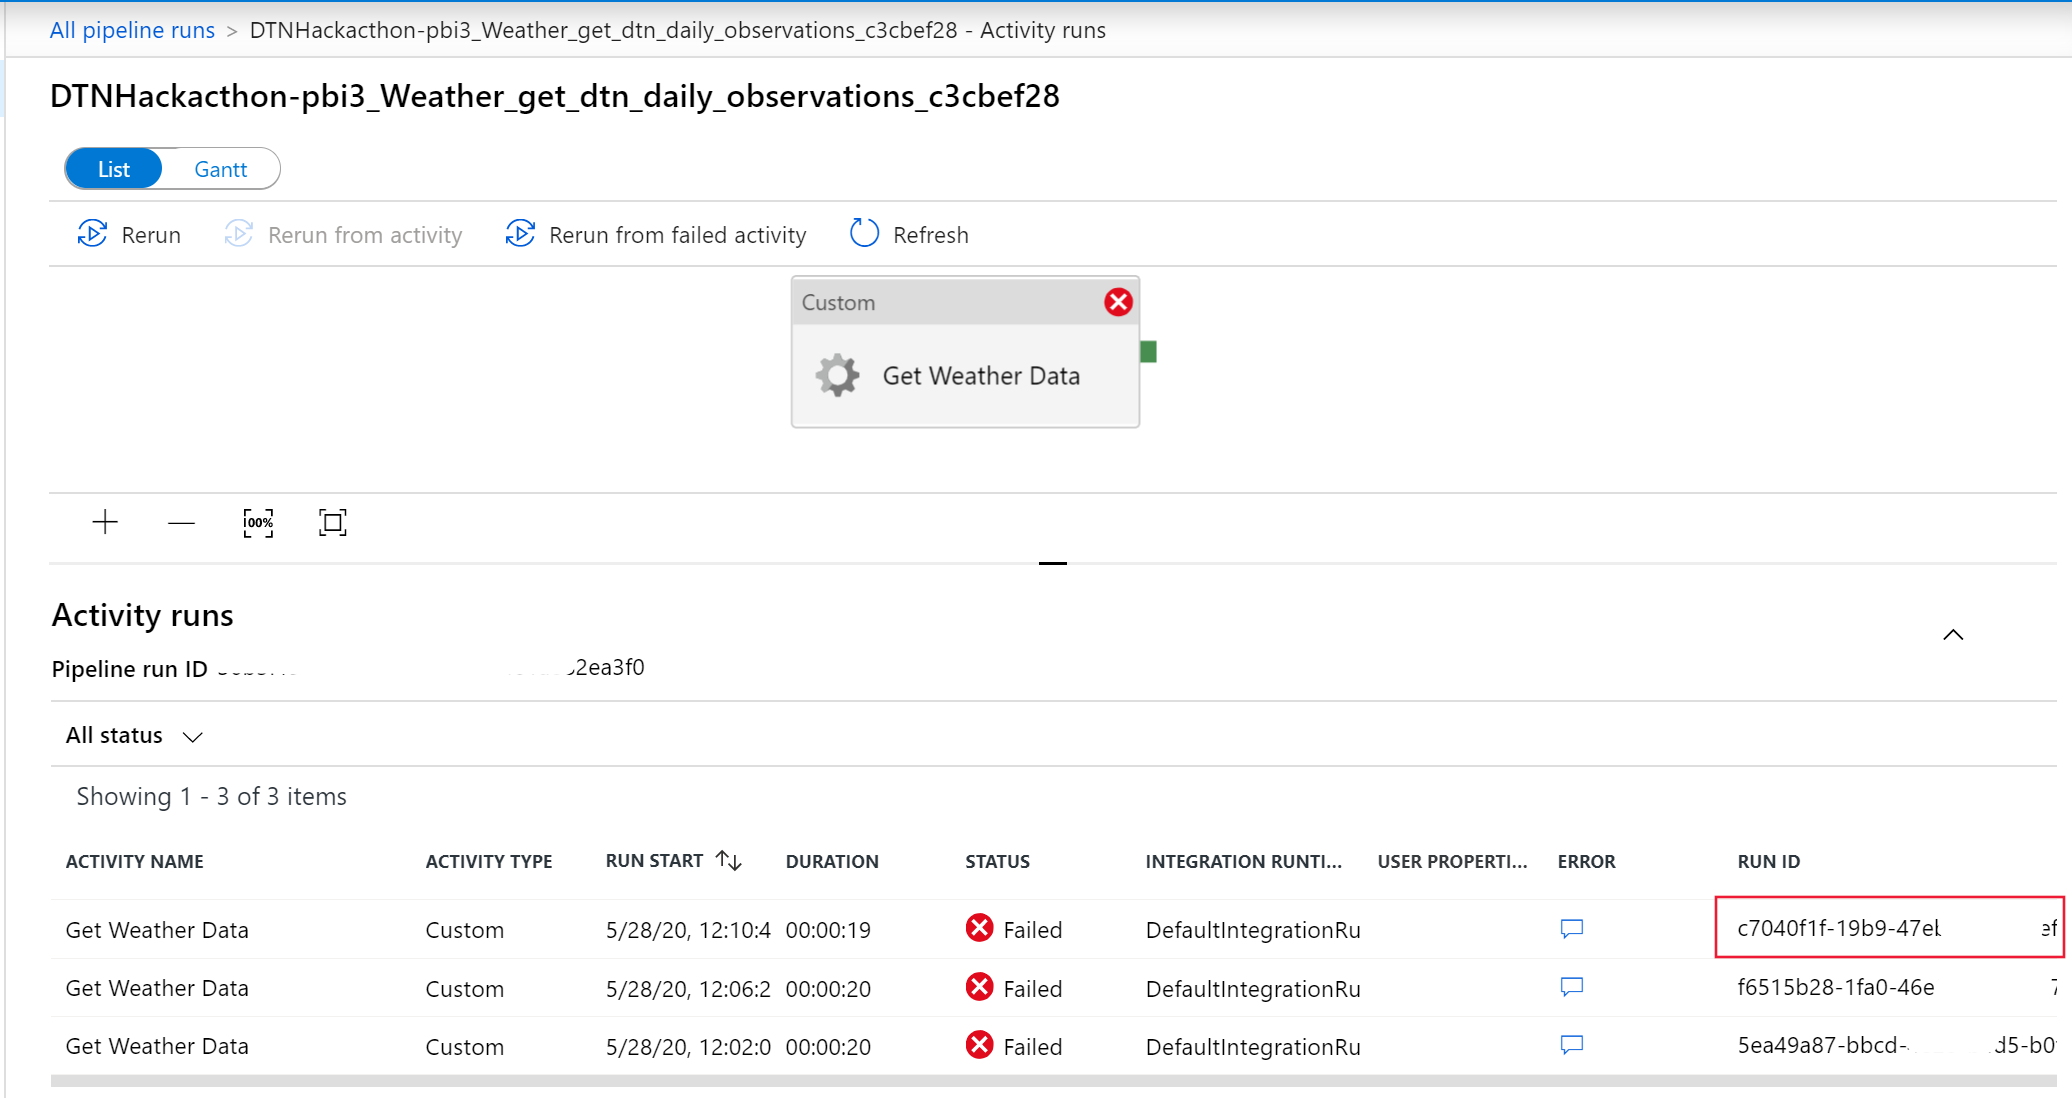 All pipeline runs > DTNHackacthon-pbi3_Weather_get_dtn_daily_observations_c3cbef28 - Activity runs
DTNHackacthon-pbi3_Weather_get_dtn_daily_observations_c3cbef28
List Gantt
Rerun Rerun from activity Rerun from failed activity Refresh
Custom
Get Weather Data
100%
Activity runs
Pipeline run ID 2ea3f0
All status
Showing 1 - 3 of 3 items
ACTIVITY NAME ACTIVITY TYPE RUN START DURATION STATUS INTEGRATION RUNTI... USER PROPERTI... ERROR RUN ID
Get Weather Data Custom 5/28/20, 12:10:4 00:00:19 Failed DefaultIntegrationRu c7040f1f-19b9-47e ef
Get Weather Data Custom 5/28/20, 12:06:2 00:00:20 Failed DefaultIntegrationRu f6515b28-1fa0-46e 7
Get Weather Data Custom 5/28/20, 12:02:0 00:00:20 Failed DefaultIntegrationRu 5ea49a87-bbcd- d5-b0